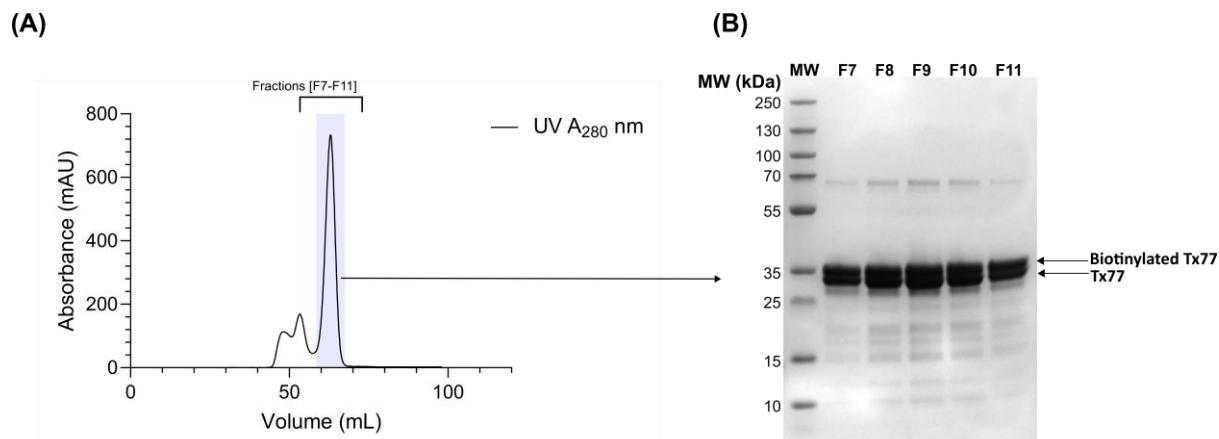 (A)
Fractions [F7-F11]
UV A280 nm
Absorbance (mAU)
800
600
400
200
0
0
50
100
Volume (mL)
(B)
MW (kDa)
MW F7 F8 F9 F10 F11
250
130
100
70
55
35
25
15
10
Biotinylated Tx77
Tx77